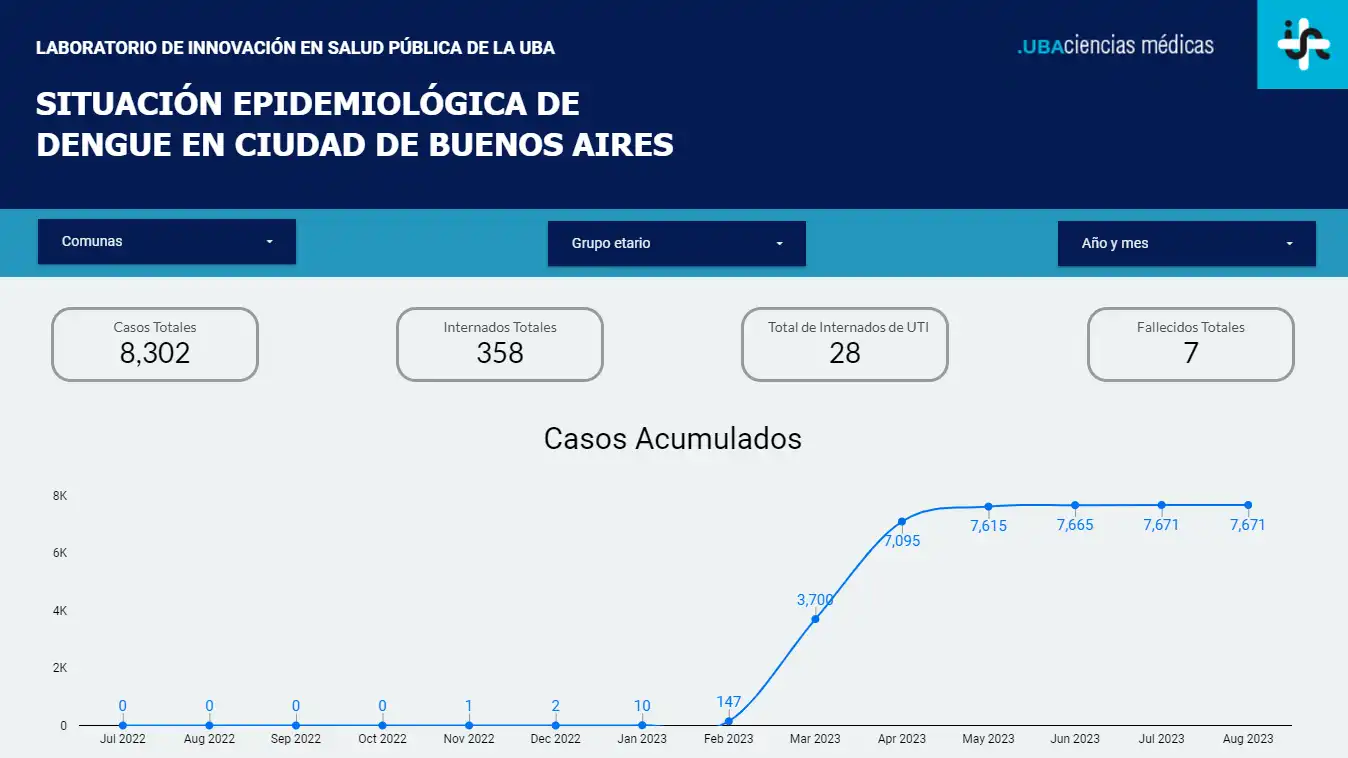 LABORATORIO DE INNOVACIÓN EN SALUD PÚBLICA DE LA UBA
.UBAciencias médicas
SITUACIÓN EPIDEMIOLÓGICA DE
DENGUE EN CIUDAD DE BUENOS AIRES
Comunas
Grupo etario
Año y mes
Casos Totales
8,302
Internados Totales
358
Total de Internados de UTI
28
Fallecidos Totales
7
Casos Acumulados
8K
6K
4K
2K
0
0
0
0
0
1
2
10
147
3,700
7,095
7,615
7,665
7,671
7,671
Jul 2022
Aug 2022
Sep 2022
Oct 2022
Nov 2022
Dec 2022
Jan 2023
Feb 2023
Mar 2023
Apr 2023
May 2023
Jun 2023
Jul 2023
Aug 2023